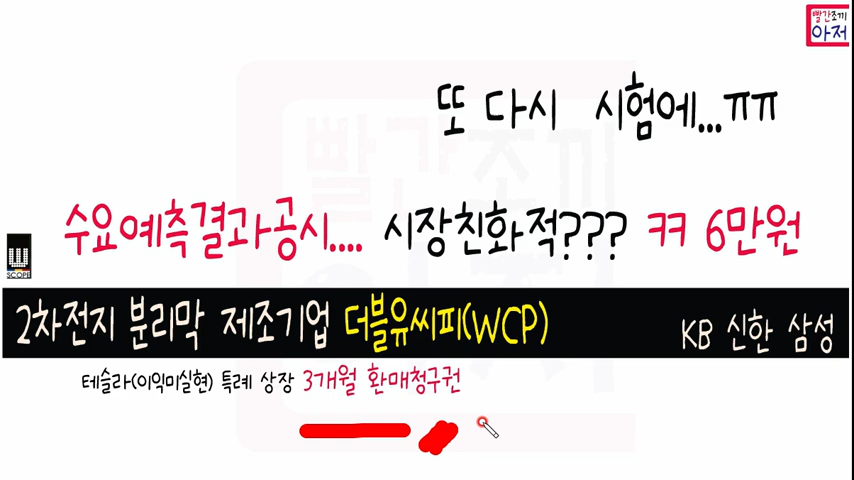 빨간조끼
아저
또 다시 시험에...ㅠㅠ
수요예측결과공시.... 시장친화적??? ㅋㅋ 6만원
W
SCOPE
2차전지 분리막 제조기업 더블유씨피(WCP) KB 신한 삼성
테슬라(이익미실현) 특례 상장 3개월 환매청구권